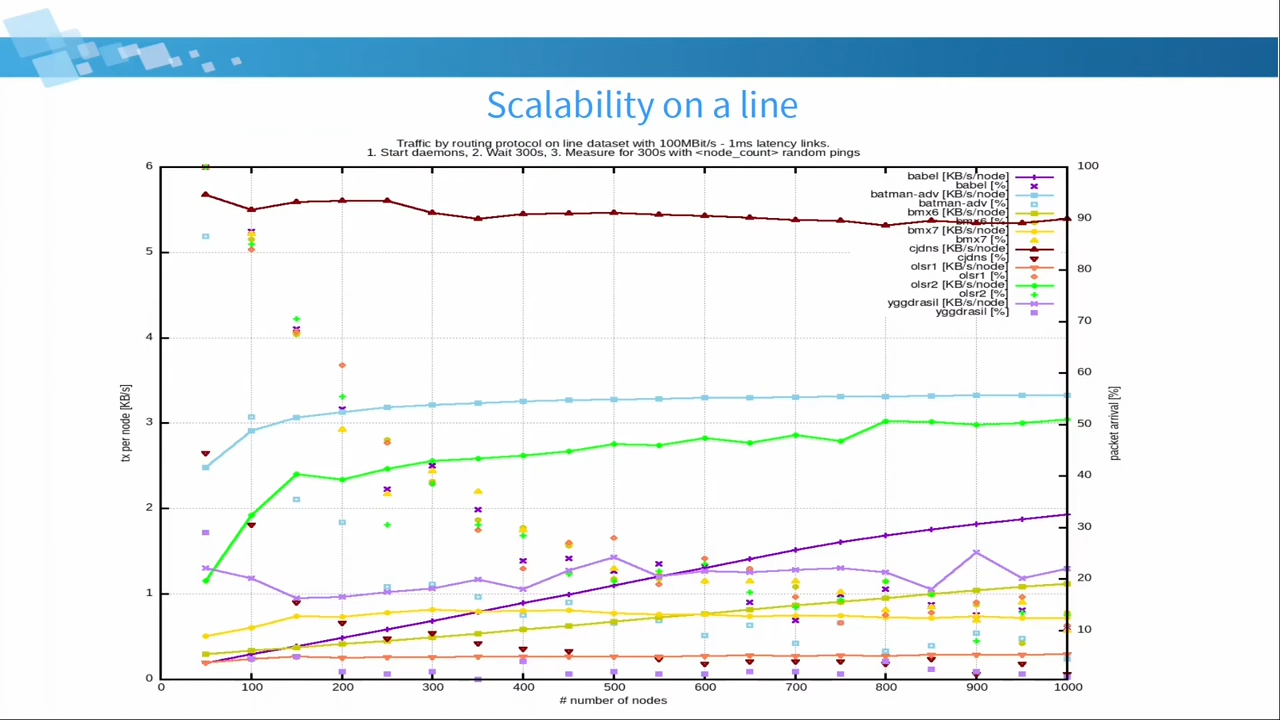 Scalability on a line
Traffic by routing protocol on line dataset with 100MBit/s - 1ms latency links.
1. Start daemons, 2. Wait 300s, 3. Measure for 300s with <node_count> random pings
6
5
4
3
2
1
0
tx per node [KB/s]
babel [KB/s/node]
babel [%]
batman-adv [KB/s/node]
batman-adv [%]
bmx6 [KB/s/node]
bmx6 [%]
bmx7 [KB/s/node]
bmx7 [%]
cjdns [KB/s/node]
cjdns [%]
olsr1 [KB/s/node]
olsr1 [%]
olsr2 [KB/s/node]
olsr2 [%]
yggdrasil [KB/s/node]
yggdrasil [%]
100
90
80
70
60
50
40
30
20
10
packet arrival [%]
0 100 200 300 400 500 600 700 800 900 1000
# number of nodes